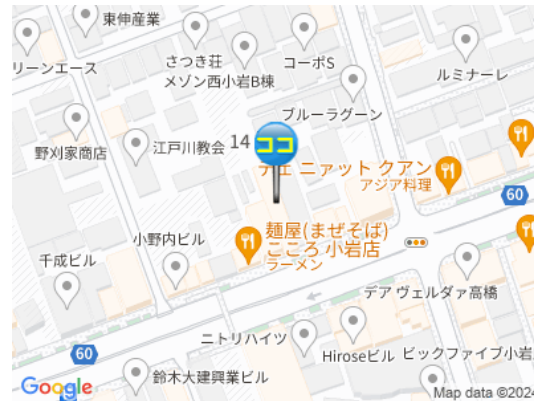 東伸産業
リーンエース
さつき荘
メゾン西小岩B棟
コーポS
ルミナーレ
ブルーラグーン
野刈家商店
江戸川教会
14
ココ
デェ ニァット クアン
アジア料理
60
麺屋(まぜそば)
こころ 小岩店
ラーメン
小野内ビル
千成ビル
デア ヴェルダァ高橋
ニトリハイツ
60
Hiroseビル
ビックファイブ小岩
鈴木大建興業ビル
Google
Map data ©2024